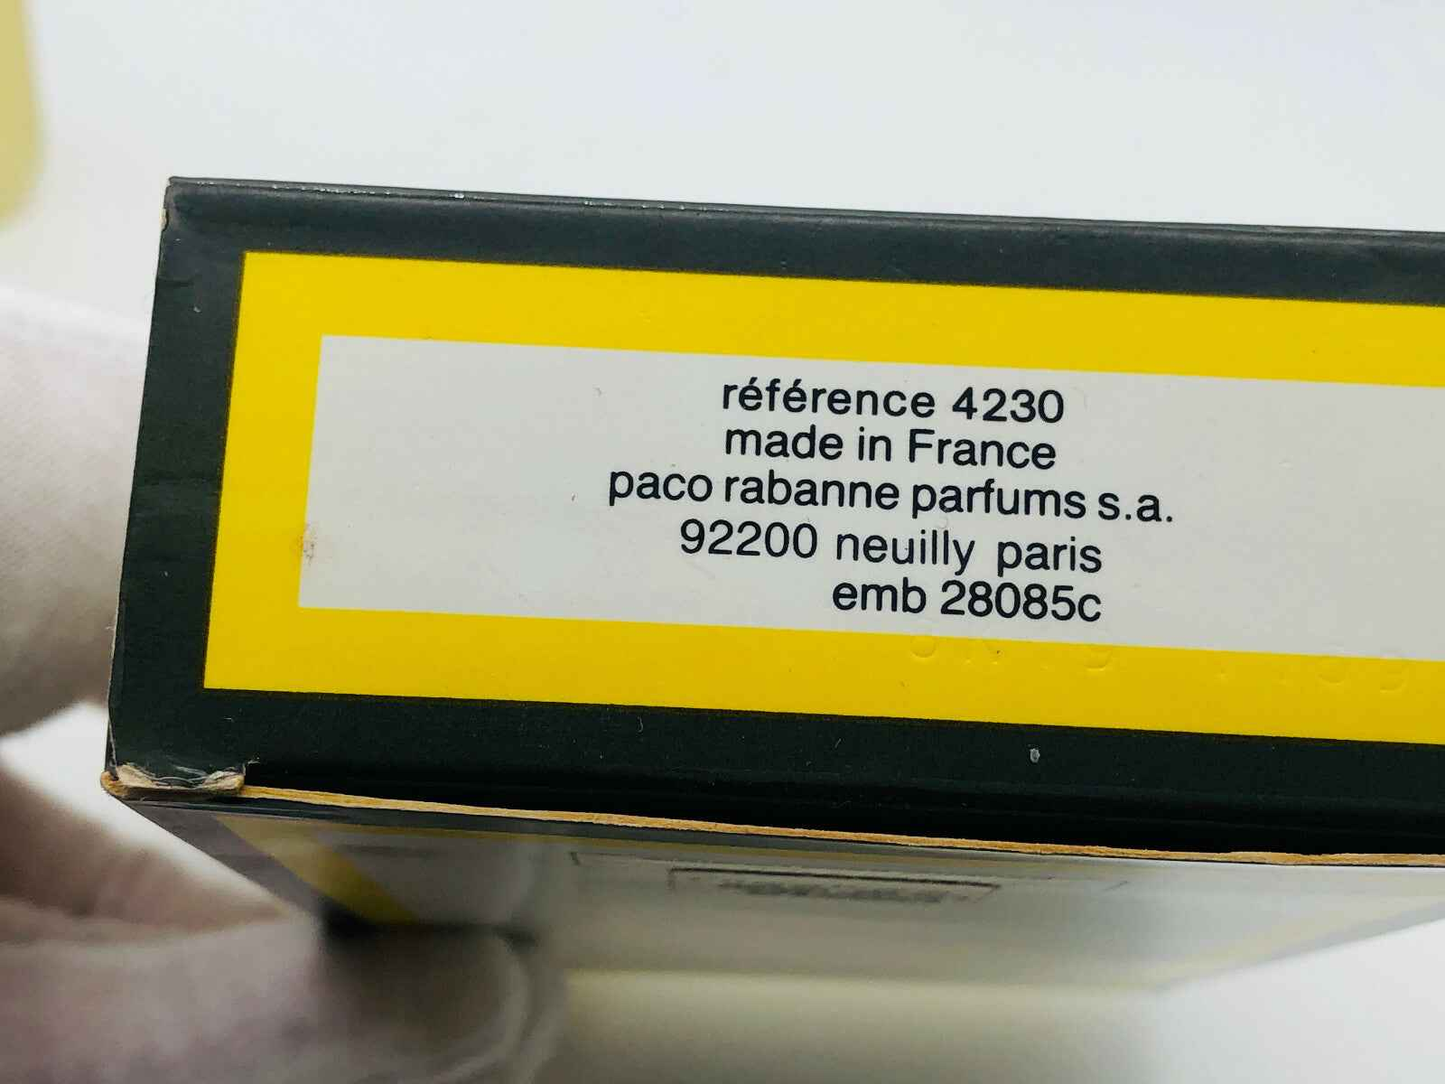 référence 4230
made in France
paco rabanne parfums s.a.
92200 neuilly paris
emb 28085c